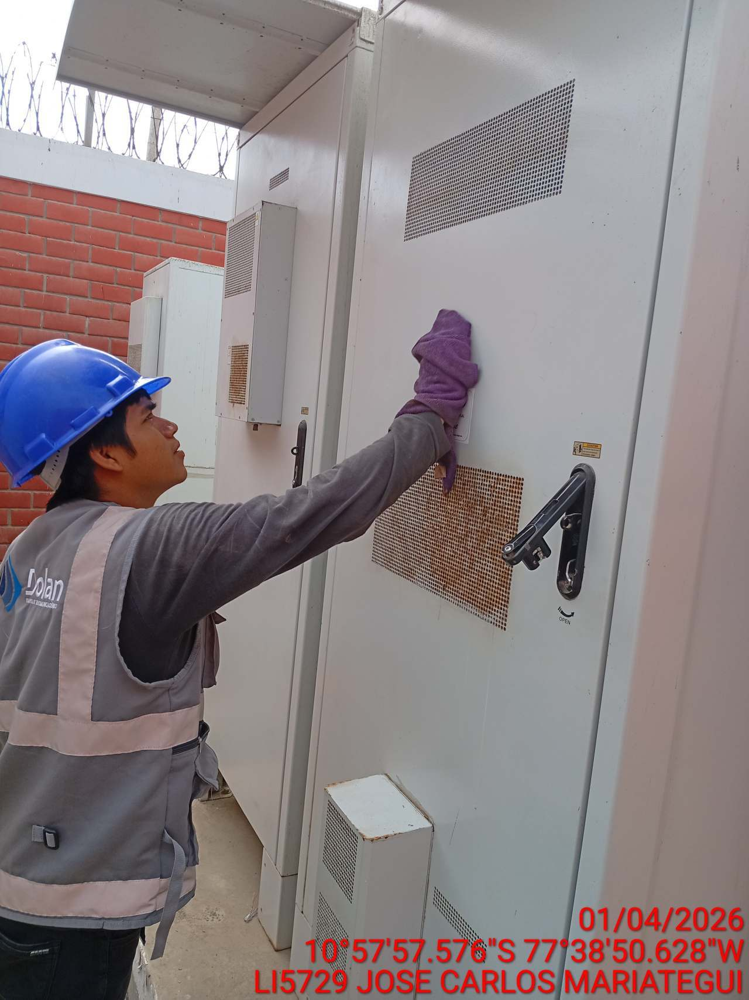 Dolan
OPEN
01/04/2026
10°57'57.576"S 77°38'50.628"W
LI5729 JOSE CARLOS MARIATEGUI